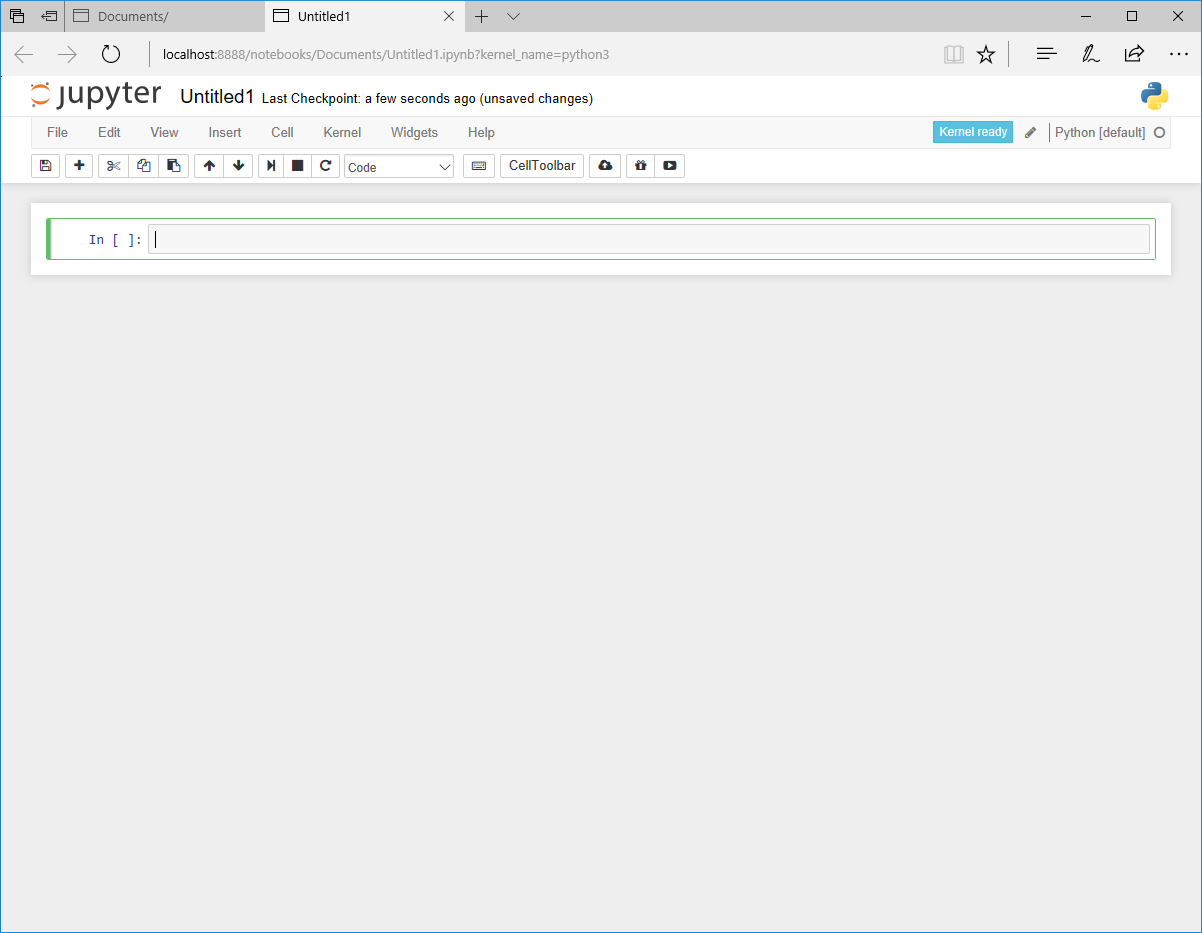 Documents/
Untitled1
localhost:8888/notebooks/Documents/Untitled1.ipynb?kernel_name=python3
jupyter Untitled1 Last Checkpoint: a few seconds ago (unsaved changes)
File Edit View Insert Cell Kernel Widgets Help Kernel ready Python [default]
Code CellToolbar
In [ ]: